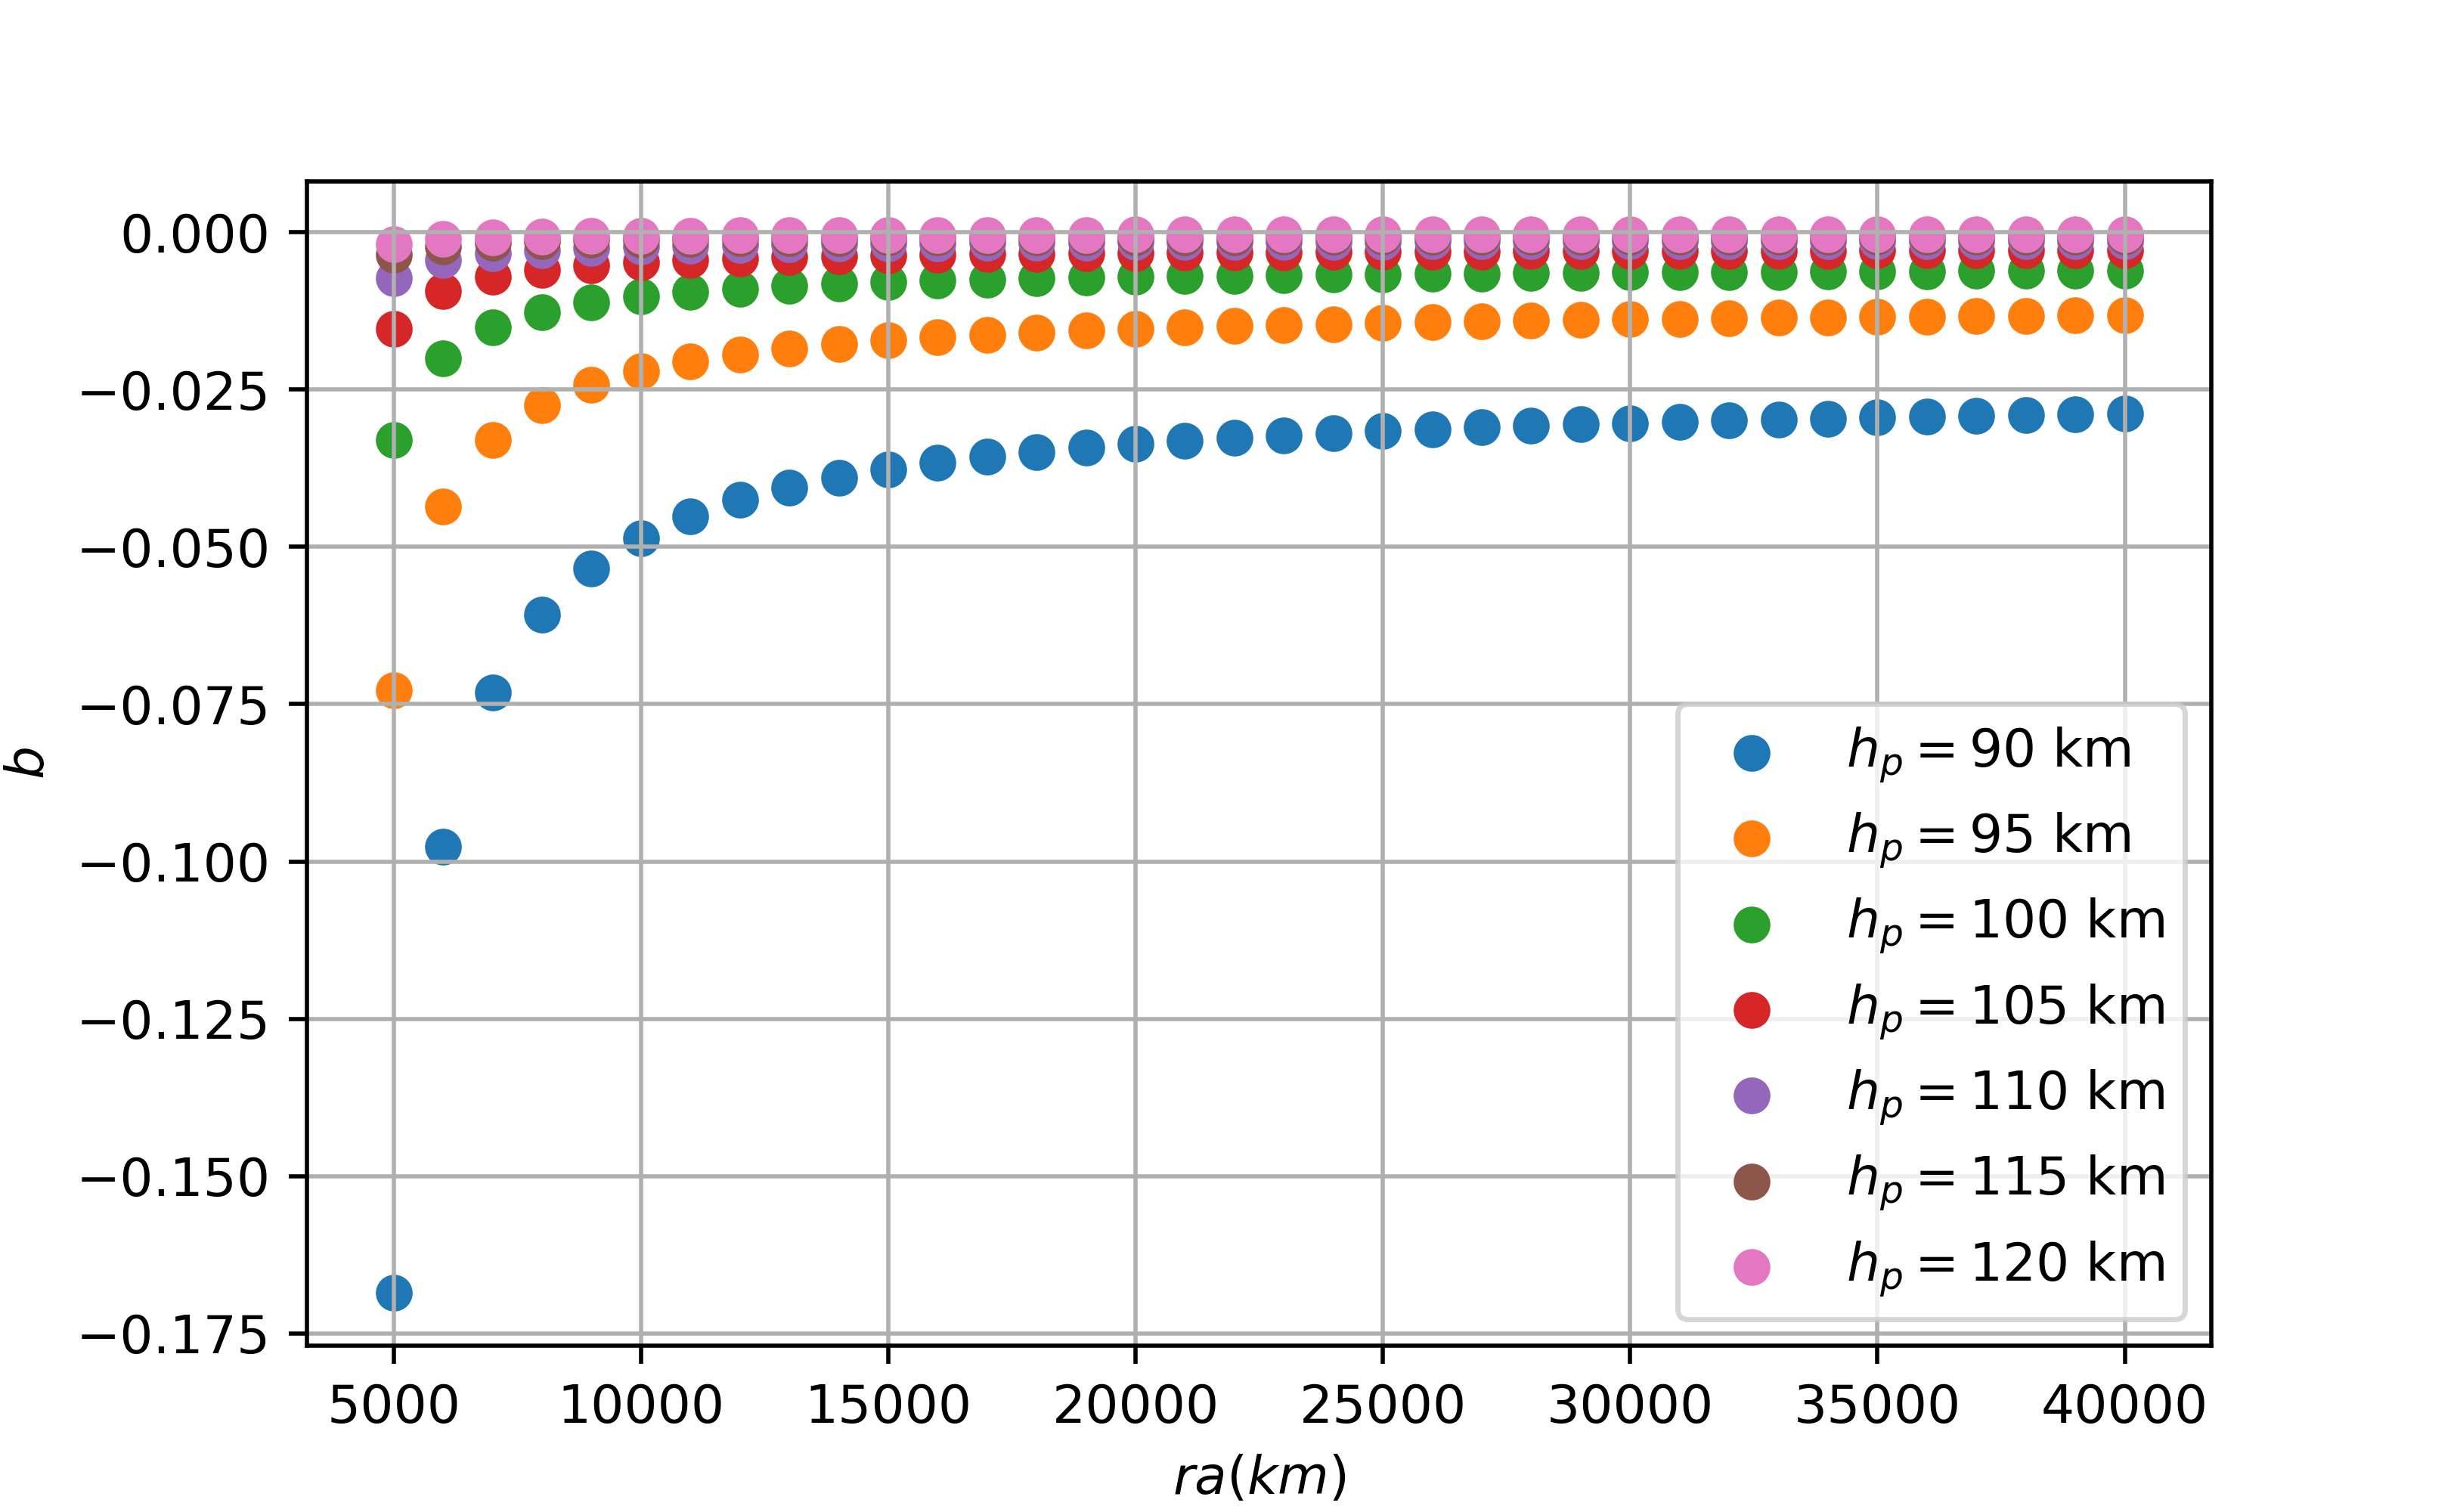 0.000
−0.025
−0.050
−0.075
−0.100
−0.125
−0.150
−0.175
b
h_p = 90 km
h_p = 95 km
h_p = 100 km
h_p = 105 km
h_p = 110 km
h_p = 115 km
h_p = 120 km
5000 10000 15000 20000 25000 30000 35000 40000
ra(km)